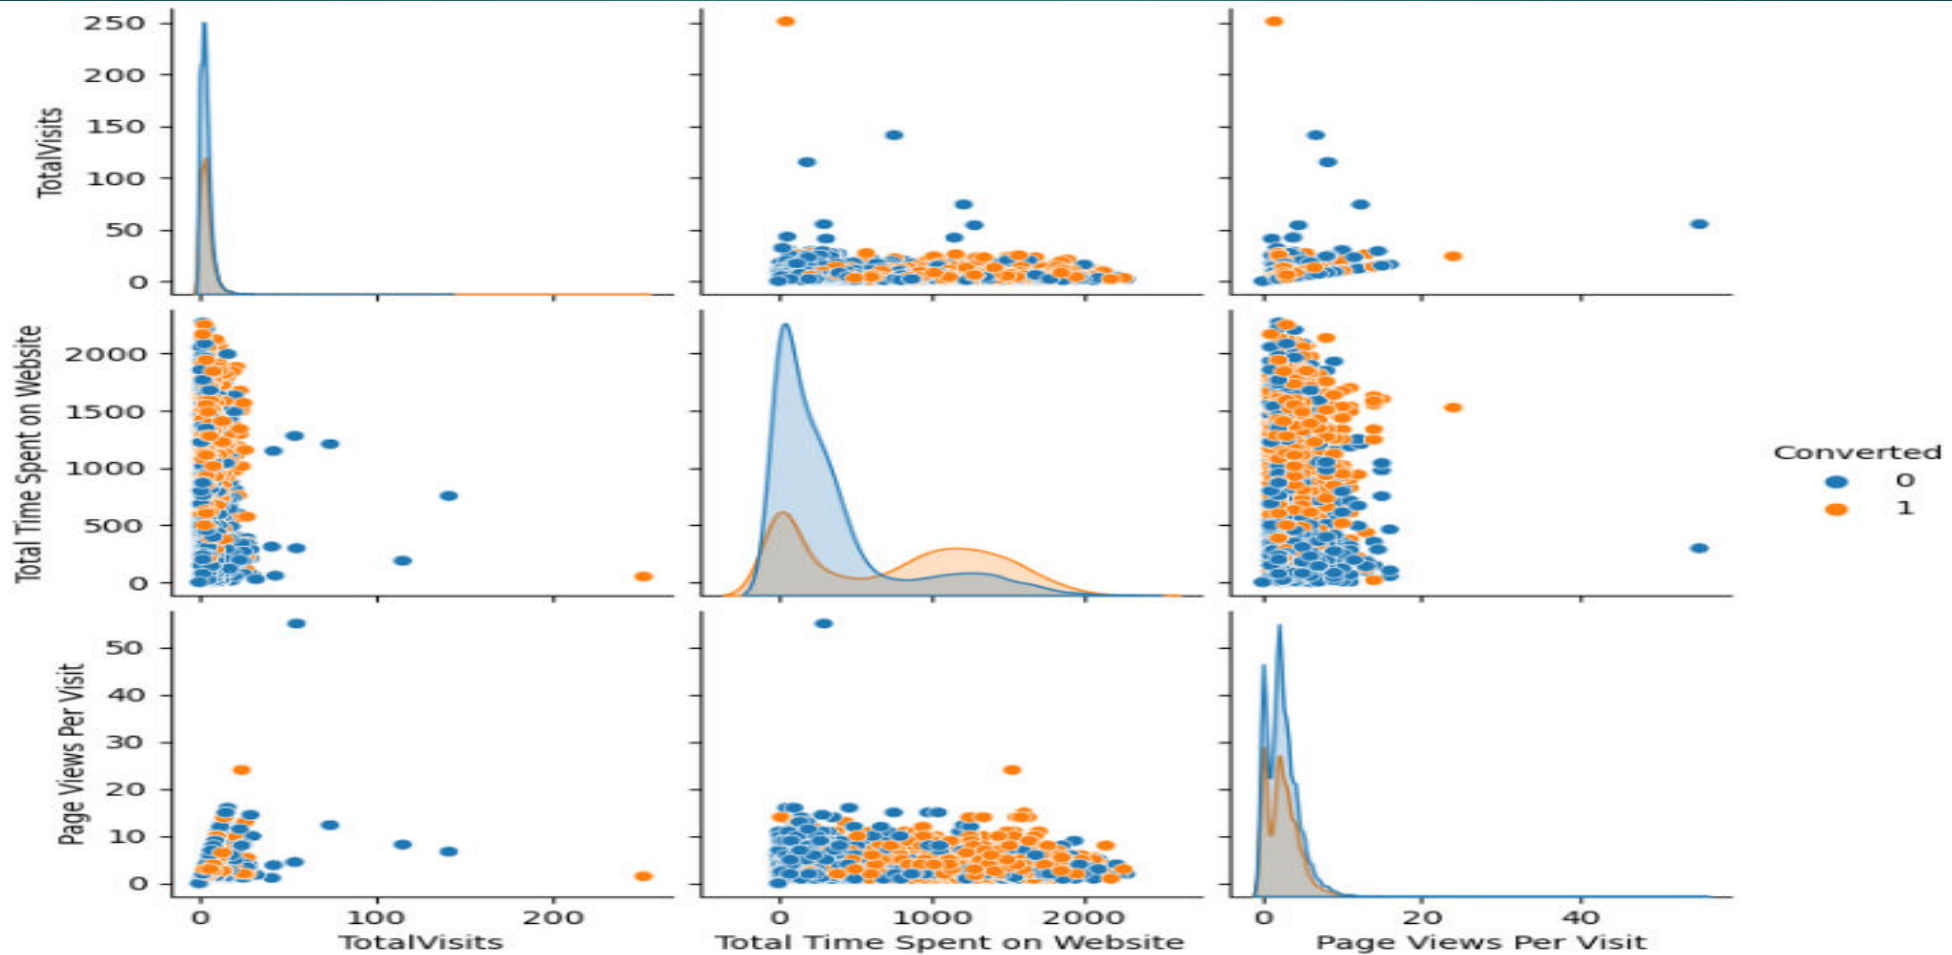 250
200
150
100
50
0
TotalVisits
2000
1500
1000
500
0
Total Time Spent on Website
Converted
0
1
50
40
30
20
10
0
Page Views Per Visit
0 100 200
0 1000 2000
0 20 40
TotalVisits
Total Time Spent on Website
Page Views Per Visit